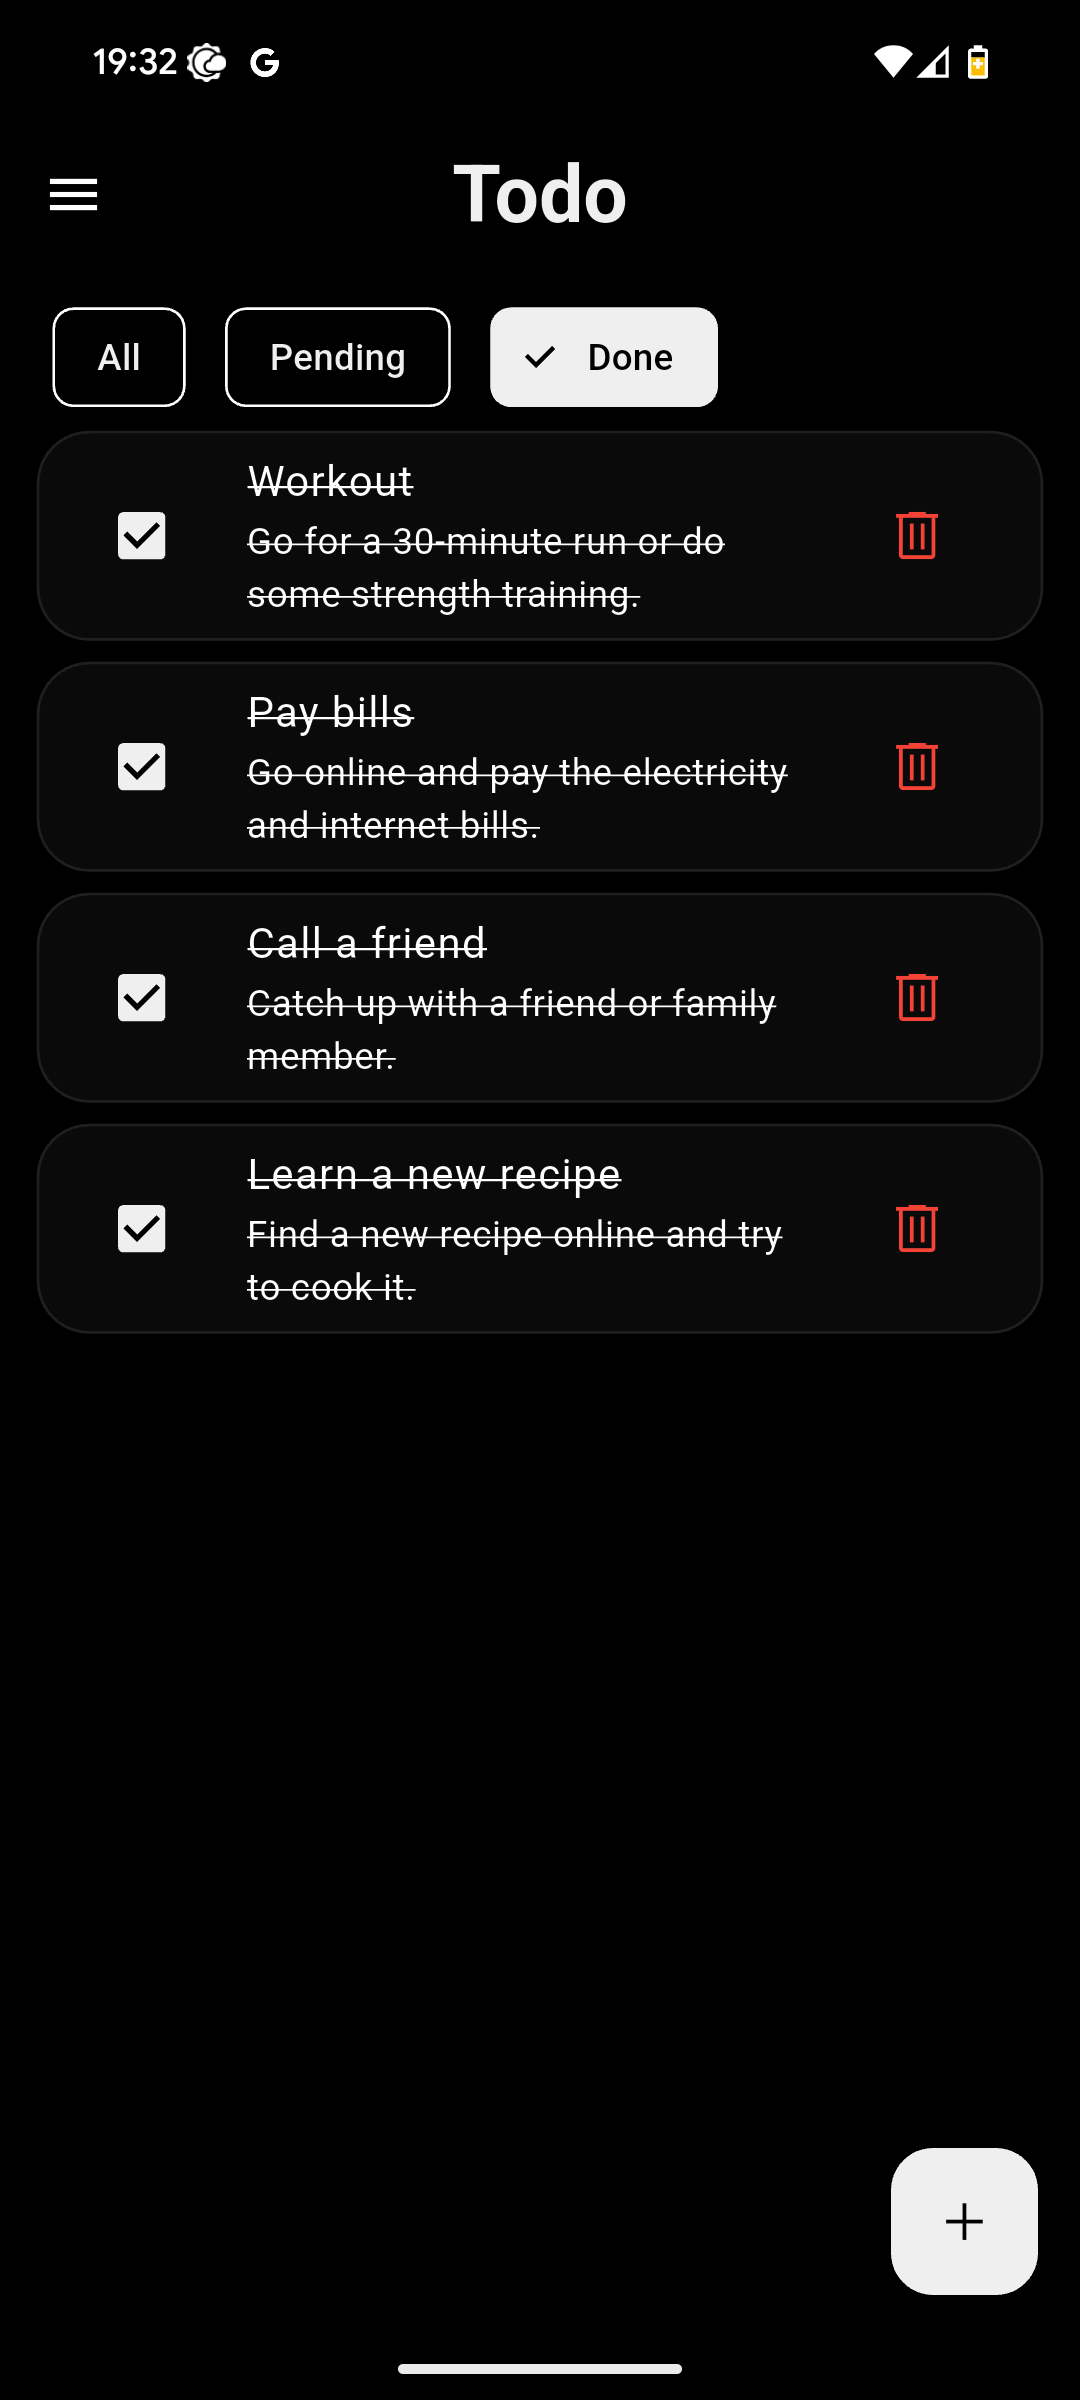 19:32
Todo
All
Pending
Done
Workout
Go for a 30-minute run or do
some strength training.
Pay bills
Go online and pay the electricity
and internet bills.
Call a friend
Catch up with a friend or family
member.
Learn a new recipe
Find a new recipe online and try
to cook it.